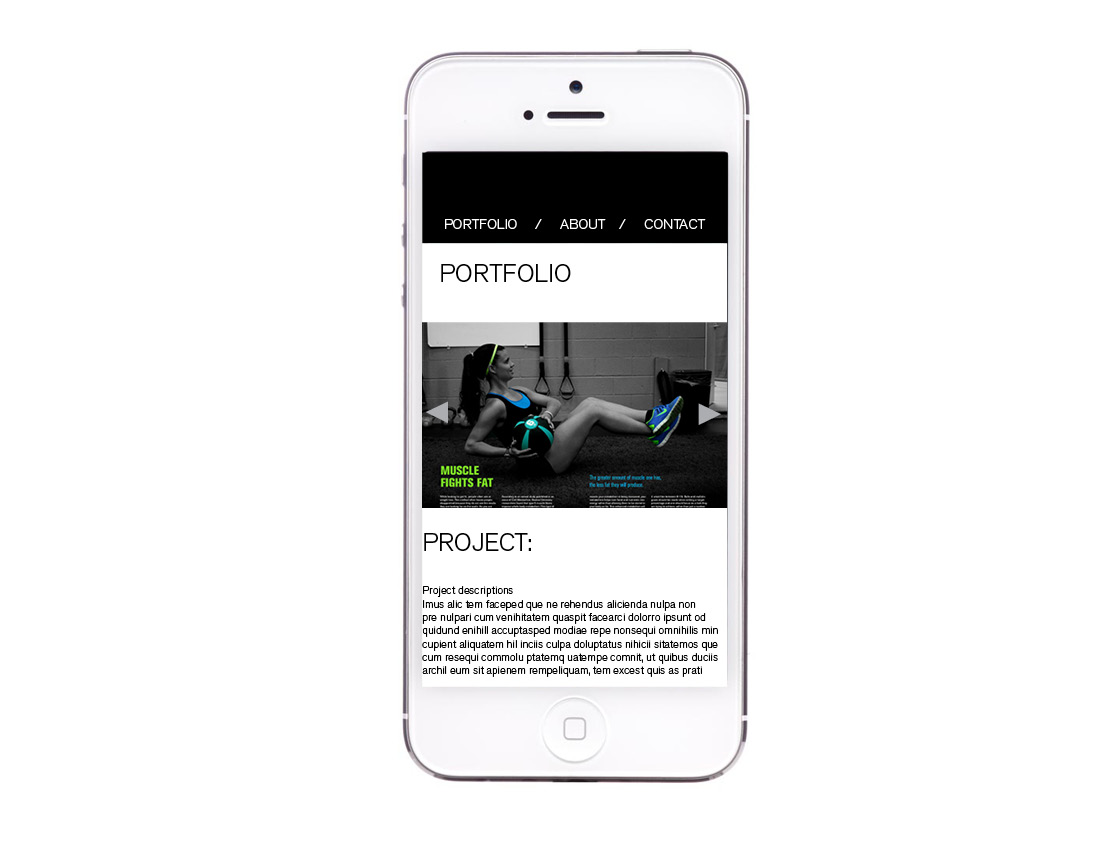 PORTFOLIO / ABOUT / CONTACT
PORTFOLIO
MUSCLE
FIGHTS FAT
The greater amount of muscle one has,
the less fat they will produce.
PROJECT:
Project descriptions
Imus alic tem faceped que ne rehendus alicienda nulpa non
pre nulpari cum venihitatem quaspit facearci dolorro ipsunt od
quidund enihill accuptasped modiae repe nonsequi omnihilis min
cupient aliquatem hil inciis culpa doluptatus nihicii sitatemos que
cum resequi commolu ptatemq uatempe comnit, ut quibus duciis
archil eum sit apienem rempeliquam, tem excest quis as prati